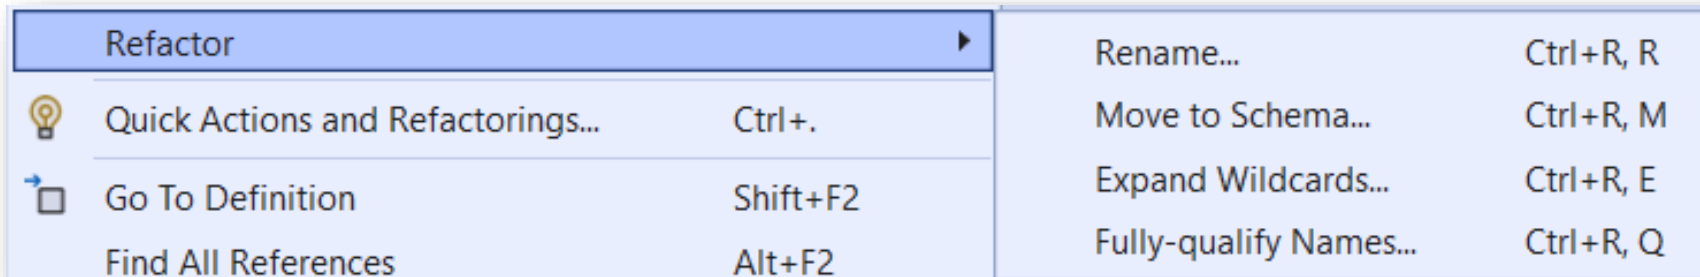 Refactor
Quick Actions and Refactorings... Ctrl+.
Go To Definition Shift+F2
Find All References Alt+F2
Rename... Ctrl+R, R
Move to Schema... Ctrl+R, M
Expand Wildcards... Ctrl+R, E
Fully-qualify Names... Ctrl+R, Q